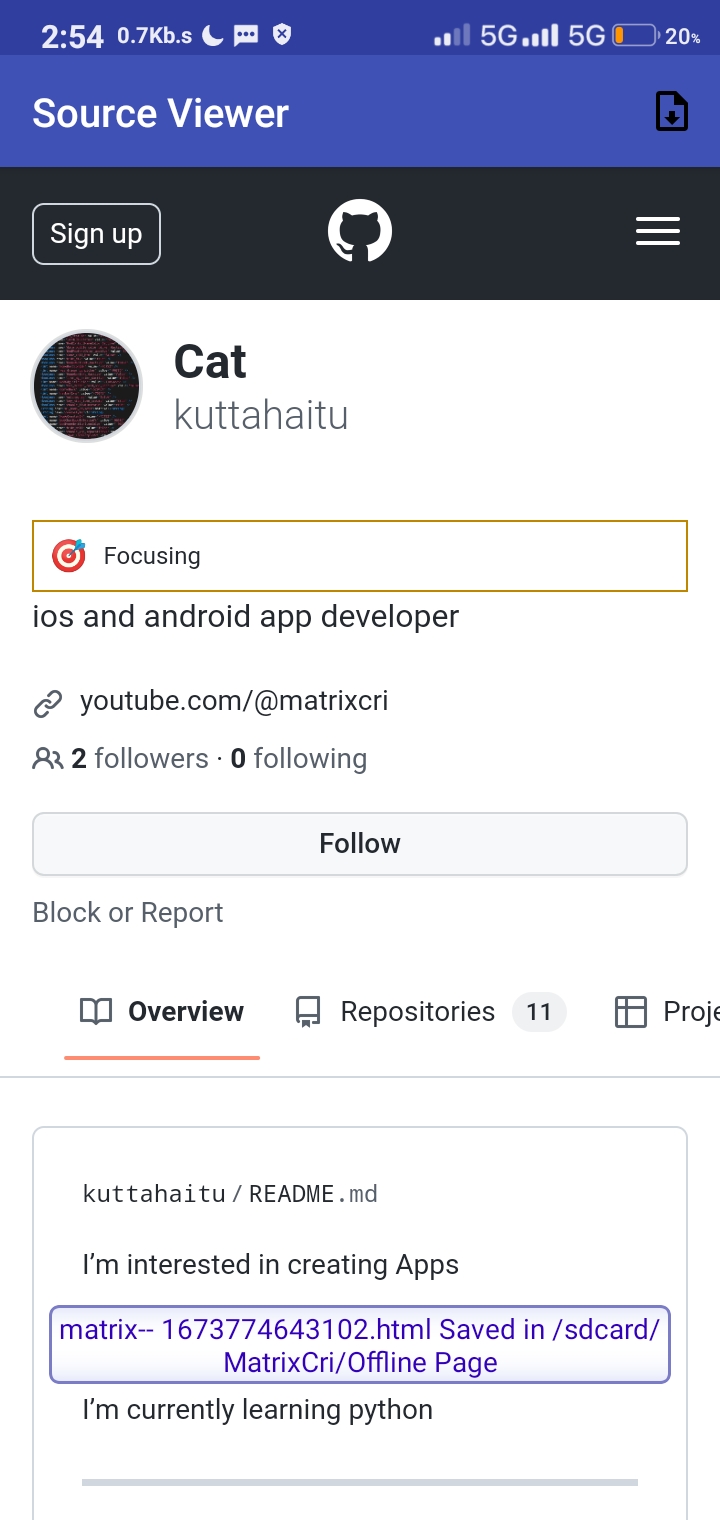 2:54 0.7Kb.s 5G 5G 20%
Source Viewer
Sign up
Cat
kuttahaitu
Focusing
ios and android app developer
youtube.com/@matrixcri
2 followers · 0 following
Follow
Block or Report
Overview Repositories 11 Proje
kuttahaitu / README.md
I’m interested in creating Apps
matrix-- 1673774643102.html Saved in /sdcard/
MatrixCri/Offline Page
I’m currently learning python